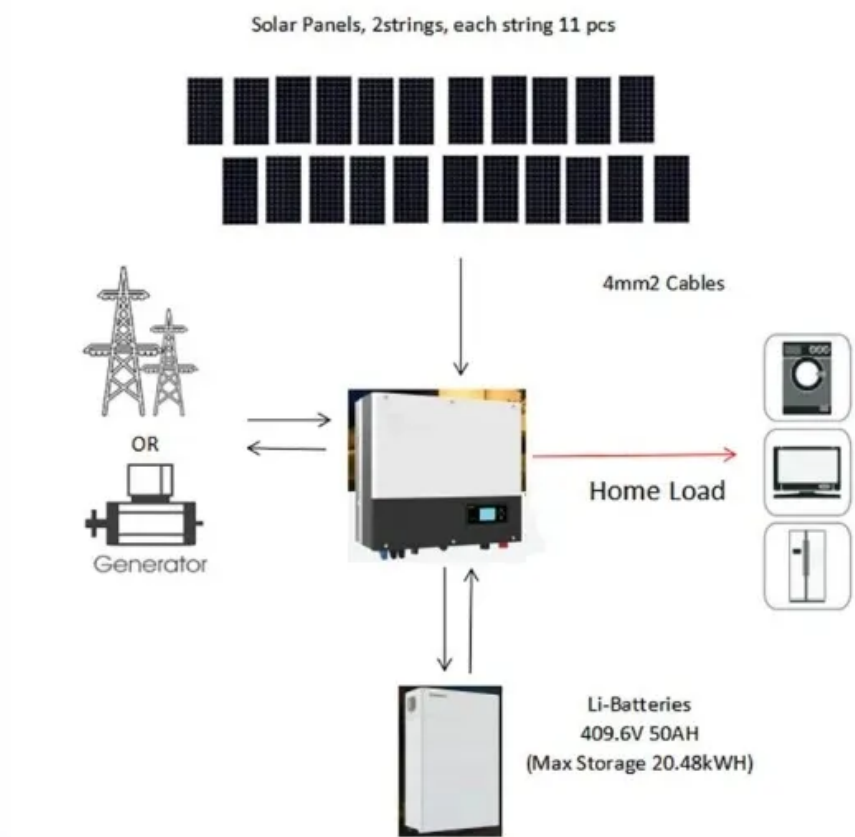 Solar Panels, 2strings, each string 11 pcs
4mm2 Cables
OR
Home Load
Generator
Li-Batteries
409.6V 50AH
(Max Storage 20.48kWH)